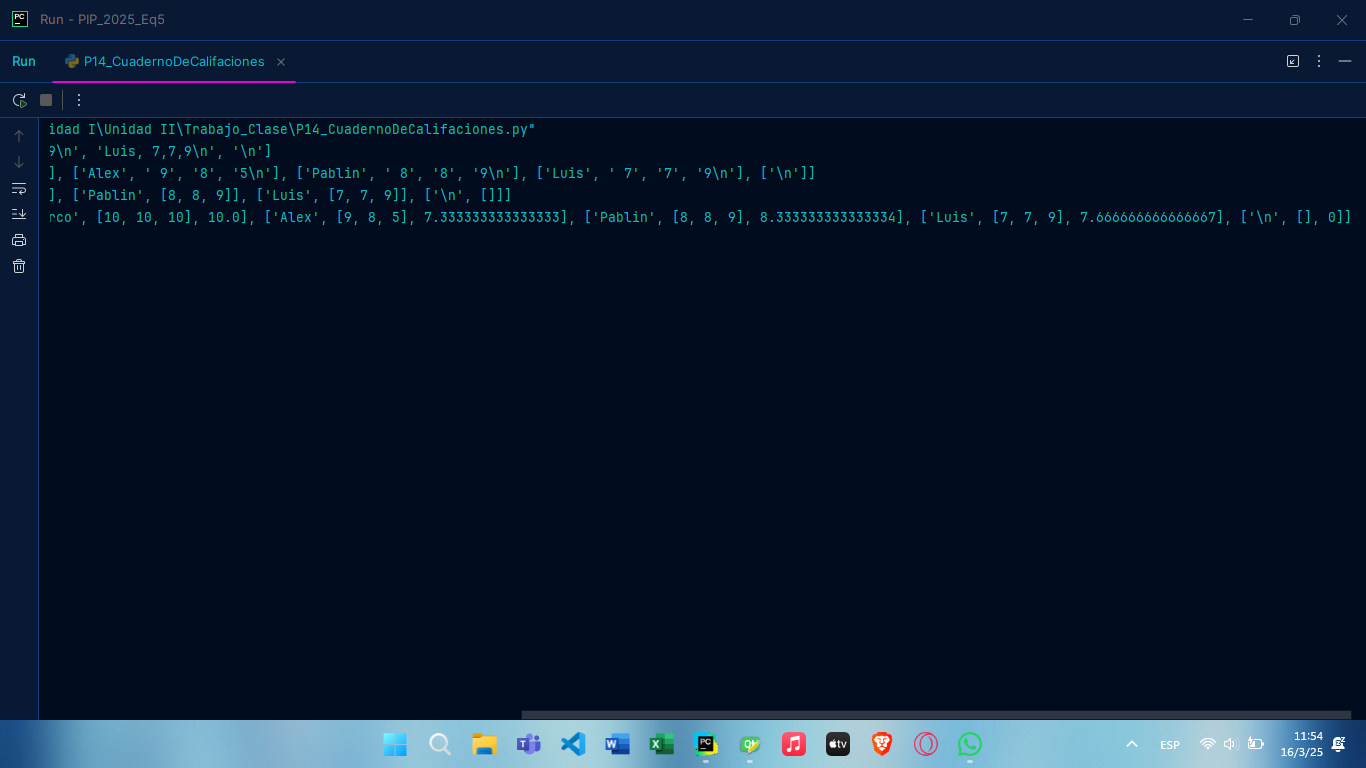 PC
Run - PIP_2025_Eq5
Run
P14_CuadernoDeCalifaciones
idad I\Unidad II\Trabajo_Clase\P14_CuadernoDeCalifaciones.py"
9\n', 'Luis, 7,7,9\n', '\n']
], ['Alex', ' 9', '8', '5\n'], ['Pablin', ' 8', '8', '9\n'], ['Luis', ' 7', '7', '9\n'], ['\n']]
], ['Pablin', [8, 8, 9]], ['Luis', [7, 7, 9]], ['\n', []]]
rco', [10, 10, 10], 10.0], ['Alex', [9, 8, 5], 7.333333333333333], ['Pablin', [8, 8, 9], 8.333333333333334], ['Luis', [7, 7, 9], 7.666666666666667], ['\n', [], 0]]
PC
tv
ESP
11:54
16/3/25